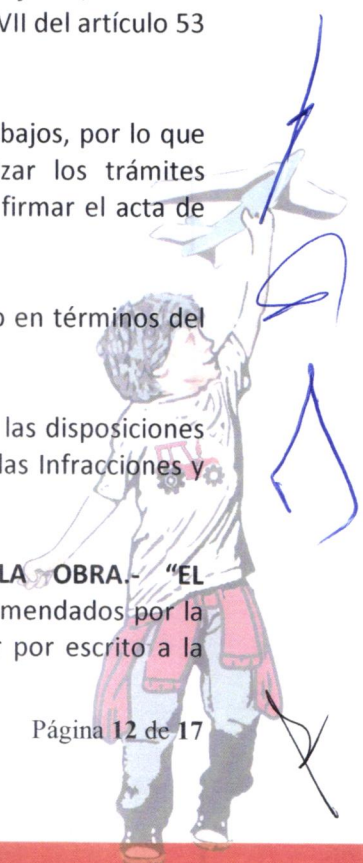 VII del artículo 53
bajos, por lo que
zar los trámites
firmar el acta de
o en términos del
las disposiciones
las Infracciones y
LA OBRA.- “EL
mendados por la
r por escrito a la
Página 12 de 17